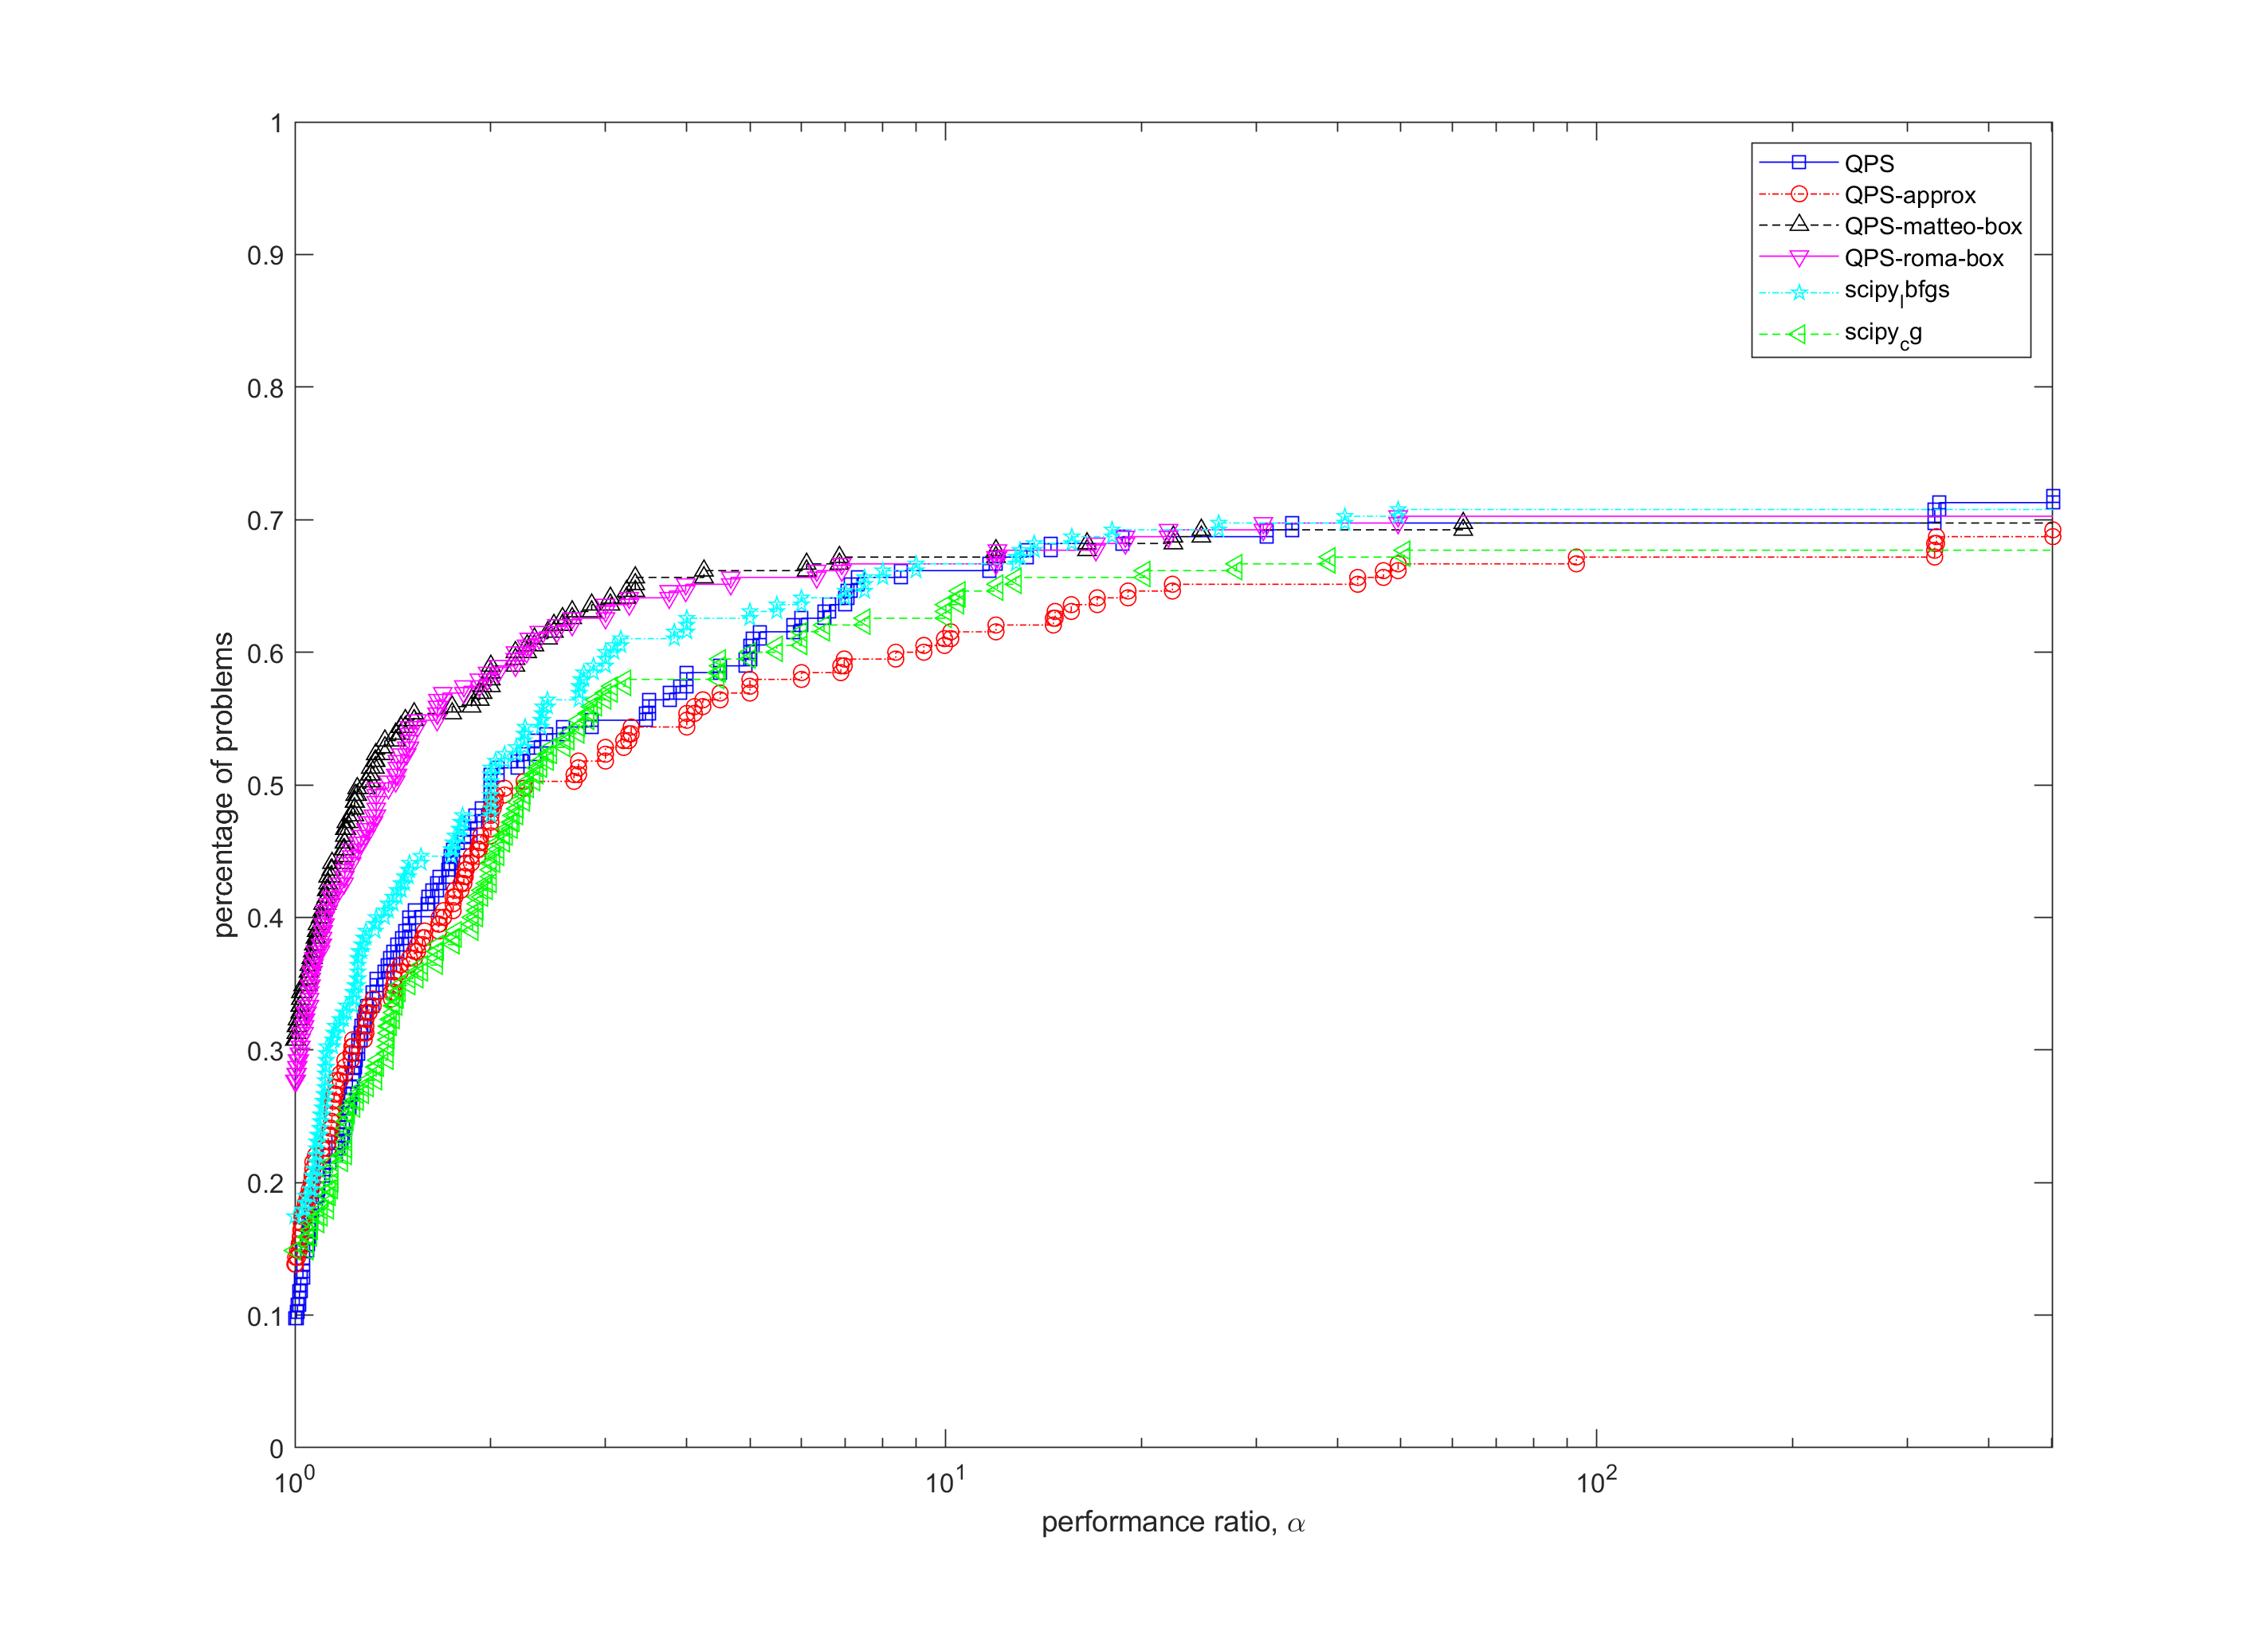 1
0.9
0.8
0.7
0.6
0.5
0.4
0.3
0.2
0.1
0
percentage of problems
10^0
10^1
10^2
performance ratio, α
QPS
QPS-approx
QPS-matteo-box
QPS-roma-box
scipy_lbfgs
scipy_cg